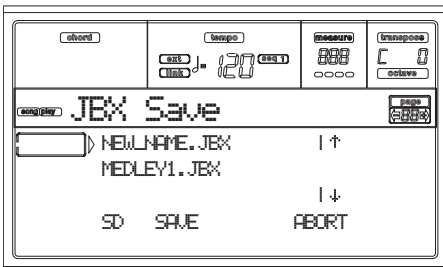 chord tempo measure transpose
ext link ♩= 120 seq 1 888 C 0
octave
song play JBX Save page
88
NEW_NAME.JBX | ↑
MEDLEY1.JBX
| ↓
SD SAVE ABORT